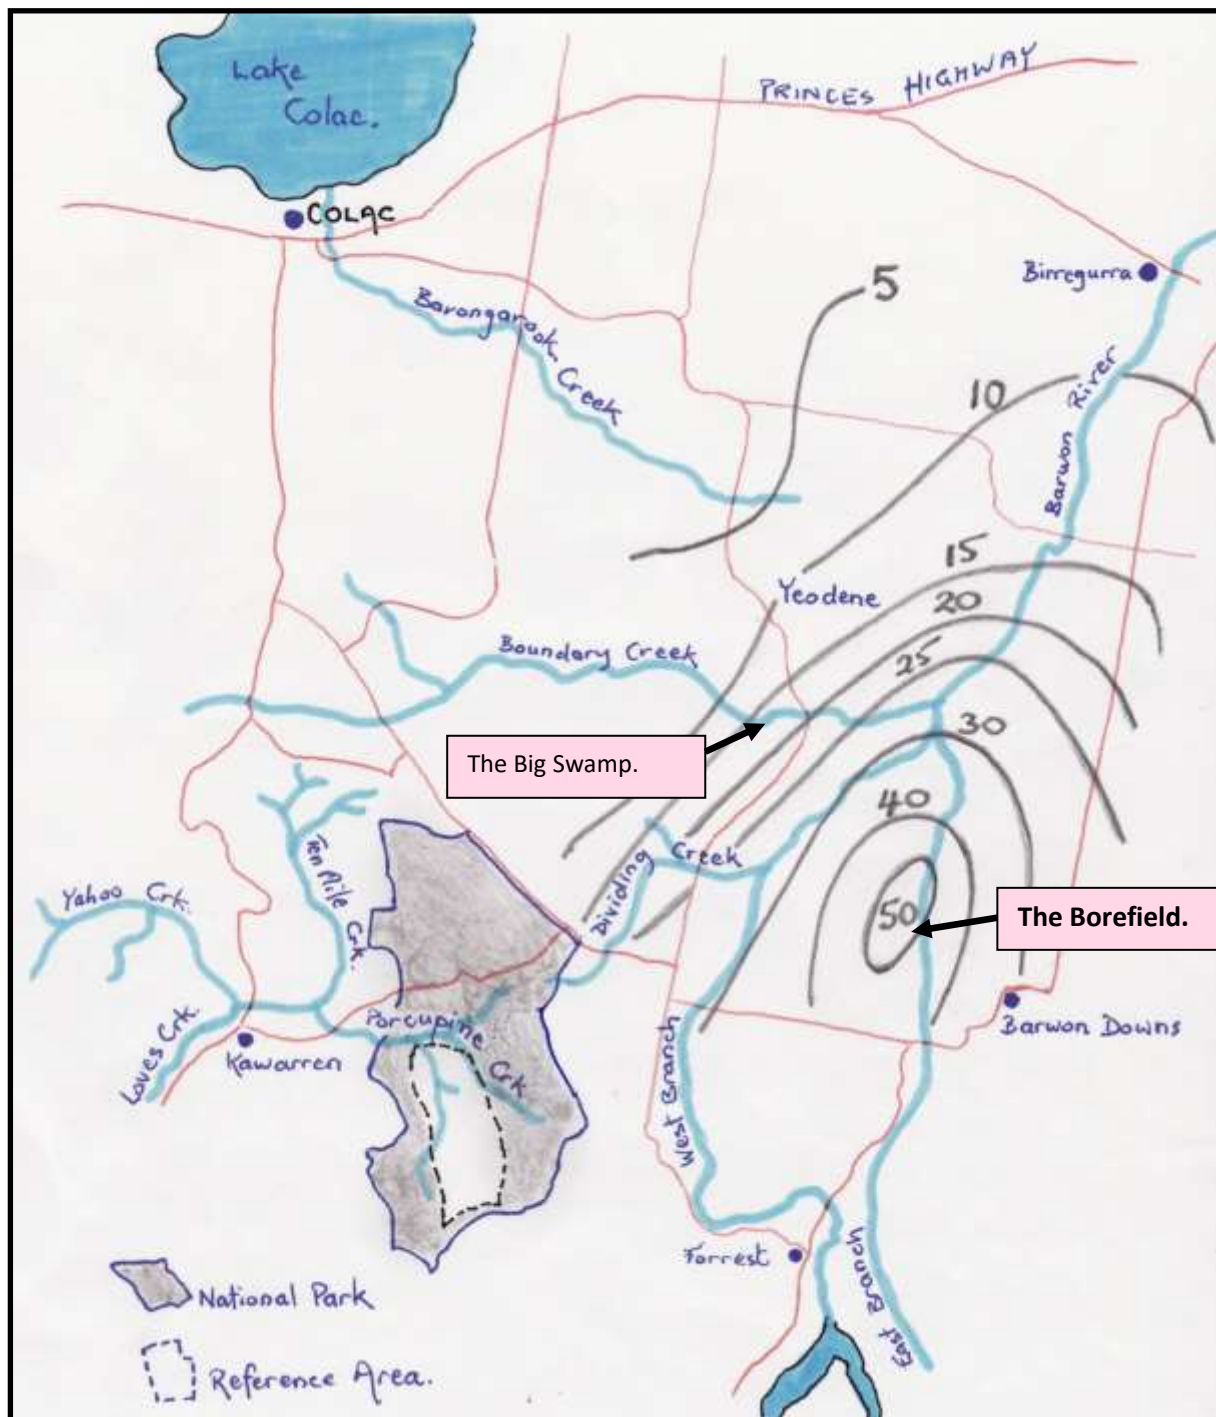 Lake
Colac.
PRINCES HIGHWAY
COLAC
Birregurra
5
Barongarook
Creek
10
Barwon River
15
Yeodene
20
25
Boundary Creek
30
The Big Swamp.
40
Dividing Creek
Ten Mile Crk.
Yahoo Crk.
50
The Borefield.
Loves Crk.
Kawarren
Porcupine Crk
Barwon Downs
West Branch
Forrest
East Branch
National Park
Reference Area.